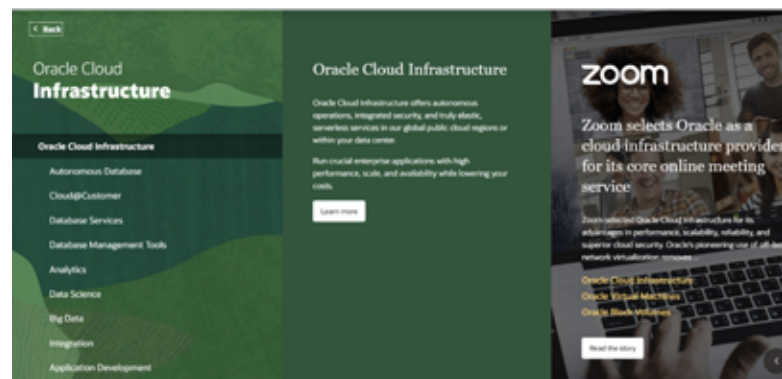 Back
Oracle Cloud
Infrastructure
Oracle Cloud Infrastructure
Autonomous Database
Cloud@Customer
Database Services
Database Management Tools
Analytics
Data Science
Big Data
Integration
Application Development
Oracle Cloud Infrastructure
Oracle Cloud Infrastructure offers autonomous
operations, integrated security, and truly elastic,
serverless services in our global public cloud regions or
within your data center.
Run crucial enterprise applications with high
performance, scale, and availability while lowering your
costs.
Learn more
zoom
Zoom selects Oracle as a
cloud infrastructure provider
for its core online meeting
service
Zoom selected Oracle Cloud Infrastructure for its
advantages in performance, scalability, reliability, and
superior cloud security. Oracle's pioneering use of off-box
network virtualization removes...
Oracle Cloud Infrastructure
Oracle Virtual Machines
Oracle Block Volumes
Read the story